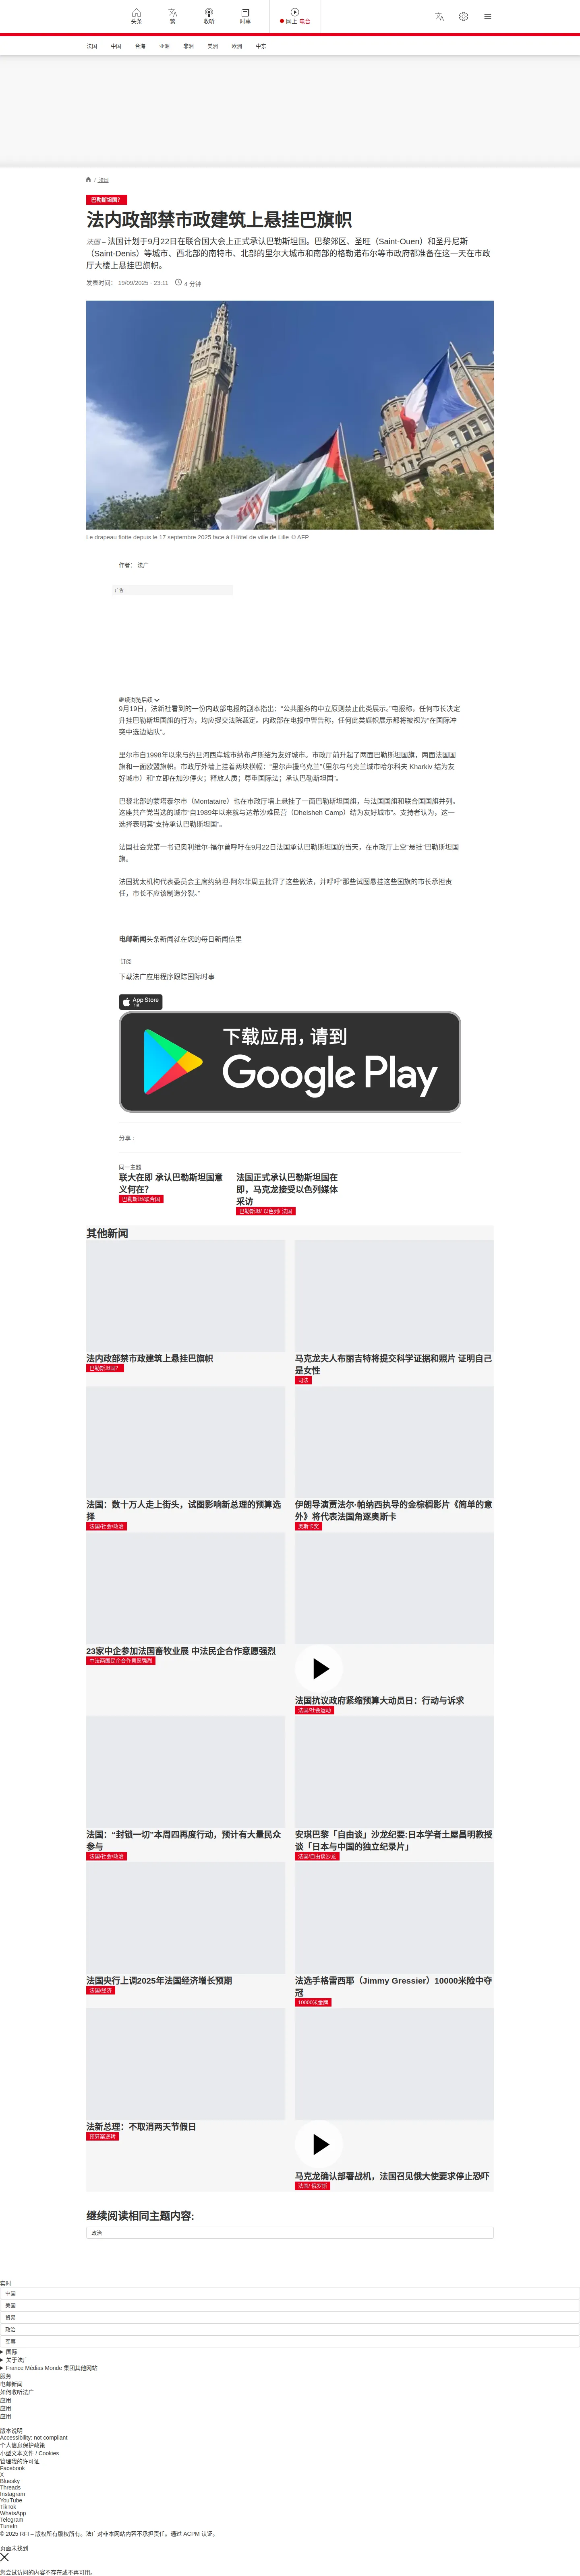 头条
繁
收听
时事
网上 电台
法国 中国 台海 亚洲 非洲 美洲 欧洲 中东
/ 法国
巴勒斯坦国?
法内政部禁市政建筑上悬挂巴旗帜
法国 – 法国计划于9月22日在联合国大会上正式承认巴勒斯坦国。巴黎郊区、圣旺（Saint-Ouen）和圣丹尼斯
（Saint-Denis）等城市、西北部的南特市、北部的里尔大城市和南部的格勒诺布尔等市政府都准备在这一天在市政
厅大楼上悬挂巴旗帜。
发表时间： 19/09/2025 - 23:11 4 分钟
Le drapeau flotte depuis le 17 septembre 2025 face à l'Hôtel de ville de Lille © AFP
作者： 法广
广告
继续浏览后续
9月19日，法新社看到的一份内政部电报的副本指出：“公共服务的中立原则禁止此类展示。”电报称，任何市长决定
升挂巴勒斯坦国旗的行为，均应提交法院裁定。内政部在电报中警告称，任何此类旗帜展示都将被视为“在国际冲
突中选边站队”。
里尔市自1998年以来与约旦河西岸城市纳布卢斯结为友好城市。市政厅前升起了两面巴勒斯坦国旗，两面法国国
旗和一面欧盟旗帜。市政厅外墙上挂着两块横幅：“里尔声援乌克兰”（里尔与乌克兰城市哈尔科夫 Kharkiv 结为友
好城市）和“立即在加沙停火；释放人质；尊重国际法；承认巴勒斯坦国”。
巴黎北部的蒙塔泰尔市（Montataire）也在市政厅墙上悬挂了一面巴勒斯坦国旗，与法国国旗和联合国国旗并列。
这座共产党当选的城市“自1989年以来就与达希沙难民营（Dheisheh Camp）结为友好城市”。支持者认为，这一
选择表明其“支持承认巴勒斯坦国”。
法国社会党第一书记奥利维尔·福尔曾呼吁在9月22日法国承认巴勒斯坦国的当天，在市政厅上空“悬挂”巴勒斯坦国
旗。
法国犹太机构代表委员会主席约纳坦·阿尔菲周五批评了这些做法，并呼吁“那些试图悬挂这些国旗的市长承担责
任，市长不应该制造分裂。”
电邮新闻头条新闻就在您的每日新闻信里
订阅
下载法广应用程序跟踪国际时事
App Store
下载
下载应用，请到
Google Play
分享 :
同一主题
联大在即 承认巴勒斯坦国意
义何在？
巴勒斯坦/联合国
法国正式承认巴勒斯坦国在
即，马克龙接受以色列媒体
采访
巴勒斯坦/ 以色列/ 法国
其他新闻
法内政部禁市政建筑上悬挂巴旗帜
巴勒斯坦国?
马克龙夫人布丽吉特将提交科学证据和照片 证明自己
是女性
司法
法国：数十万人走上街头，试图影响新总理的预算选
择
法国/社会/政治
伊朗导演贾法尔·帕纳西执导的金棕榈影片《简单的意
外》将代表法国角逐奥斯卡
奥斯卡奖
23家中企参加法国畜牧业展 中法民企合作意愿强烈
中法两国民企合作意愿强烈
法国抗议政府紧缩预算大动员日：行动与诉求
法国/社会运动
法国：“封锁一切”本周四再度行动，预计有大量民众
参与
法国/社会/政治
安琪巴黎「自由谈」沙龙纪要:日本学者土屋昌明教授
谈「日本与中国的独立纪录片」
法国/自由谈沙龙
法国央行上调2025年法国经济增长预期
法国/经济
法选手格雷西耶（Jimmy Gressier）10000米险中夺
冠
10000米金牌
法新总理：不取消两天节假日
预算案逆转
马克龙确认部署战机，法国召见俄大使要求停止恐吓
法国/ 俄罗斯
继续阅读相同主题内容:
政治
实时
中国
美国
贸易
政治
军事
国际
关于法广
France Médias Monde 集团其他网站
服务
电邮新闻
如何收听法广
应用
应用
应用
版本说明
Accessibility: not compliant
个人信息保护政策
小型文本文件 / Cookies
管理我的许可证
Facebook
X
Bluesky
Threads
Instagram
YouTube
TikTok
WhatsApp
Telegram
TuneIn
© 2025 RFI – 版权所有版权所有。法广对非本网站内容不承担责任。通过 ACPM 认证。
页面未找到
您尝试访问的内容不存在或不再可用。